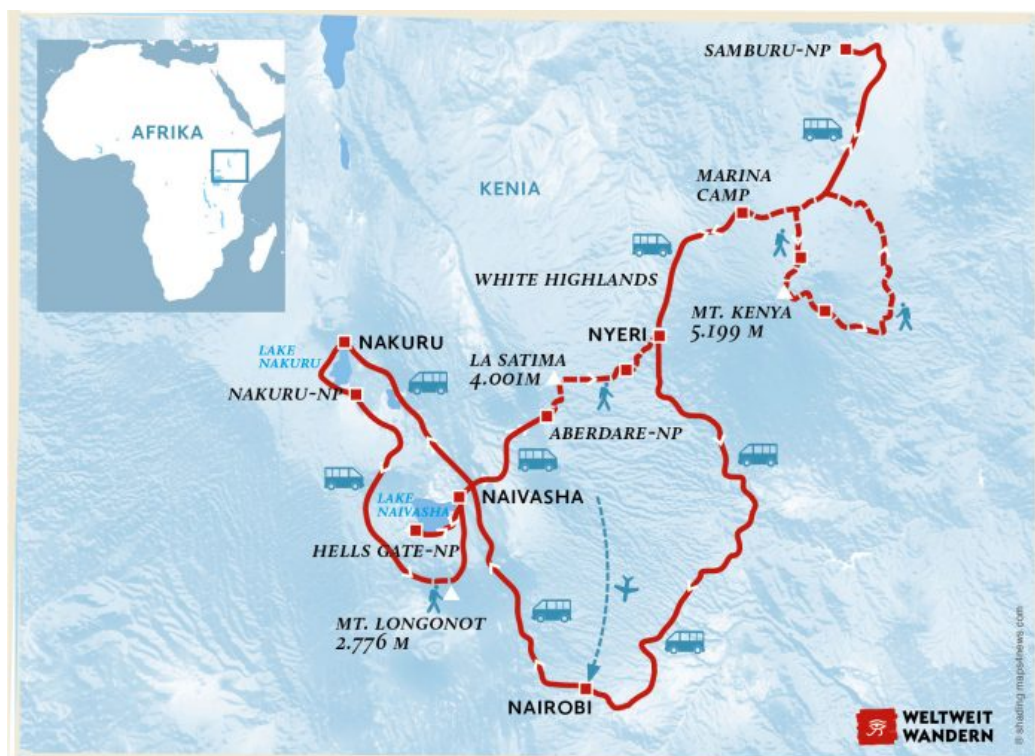 SAMBURU-NP
AFRIKA
MARINA
CAMP
KENIA
WHITE HIGHLANDS
MT. KENYA
5.199 M
NYERI
NAKURU
LAKE
NAKURU
LA SATIMA
4.001M
NAKURU-NP
ABERDARE-NP
NAIVASHA
LAKE
NAIVASHA
HELLS GATE-NP
MT. LONGONOT
2.776 M
NAIROBI
WELTWEIT
WANDERN
© shading maps4news.com